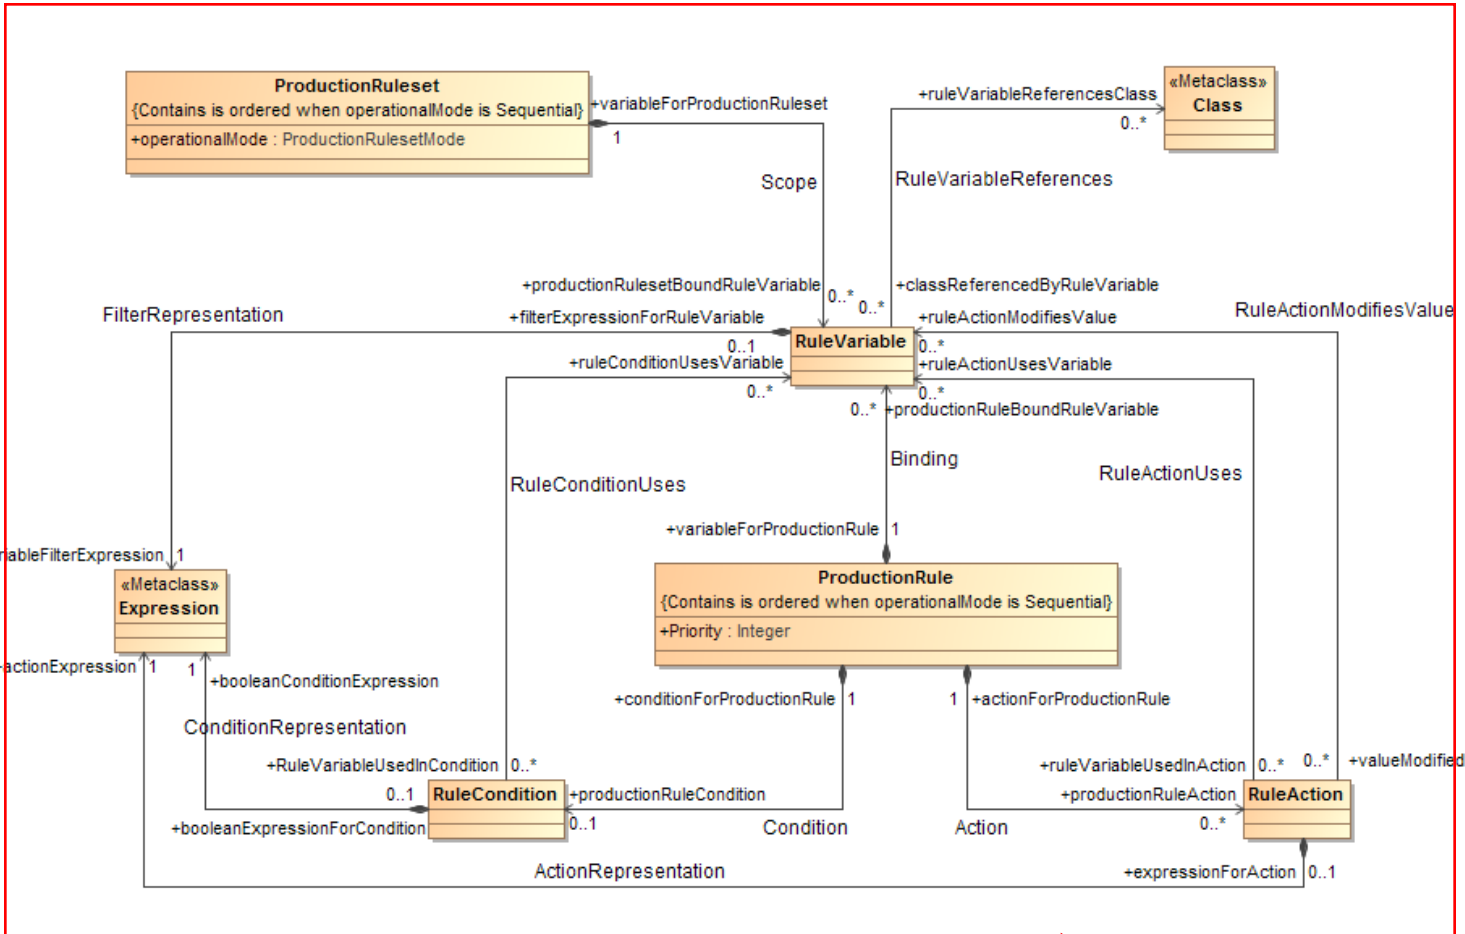 ProductionRuleset
{Contains is ordered when operationalMode is Sequential}
+operationalMode : ProductionRulesetMode
+variableForProductionRuleset
1
+ruleVariableReferencesClass
0..*
«Metaclass»
Class
Scope
RuleVariableReferences
+productionRulesetBoundRuleVariable
0..*
0..*
+classReferencedByRuleVariable
FilterRepresentation
+filterExpressionForRuleVariable
0..1
RuleVariable
+ruleActionModifiesValue
0..*
RuleActionModifiesValue
+ruleConditionUsesVariable
0..*
+ruleActionUsesVariable
0..*
0..*
+productionRuleBoundRuleVariable
Binding
RuleConditionUses
RuleActionUses
+variableForProductionRule
1
riableFilterExpression
1
«Metaclass»
Expression
ProductionRule
{Contains is ordered when operationalMode is Sequential}
+Priority : Integer
+actionExpression
1
1
+booleanConditionExpression
+conditionForProductionRule
1
1
+actionForProductionRule
ConditionRepresentation
+RuleVariableUsedInCondition
0..*
+ruleVariableUsedInAction
0..*
0..*
+valueModified
0..1
RuleCondition
+productionRuleCondition
0..1
+productionRuleAction
0..*
RuleAction
+booleanExpressionForCondition
Condition
Action
ActionRepresentation
+expressionForAction
0..1